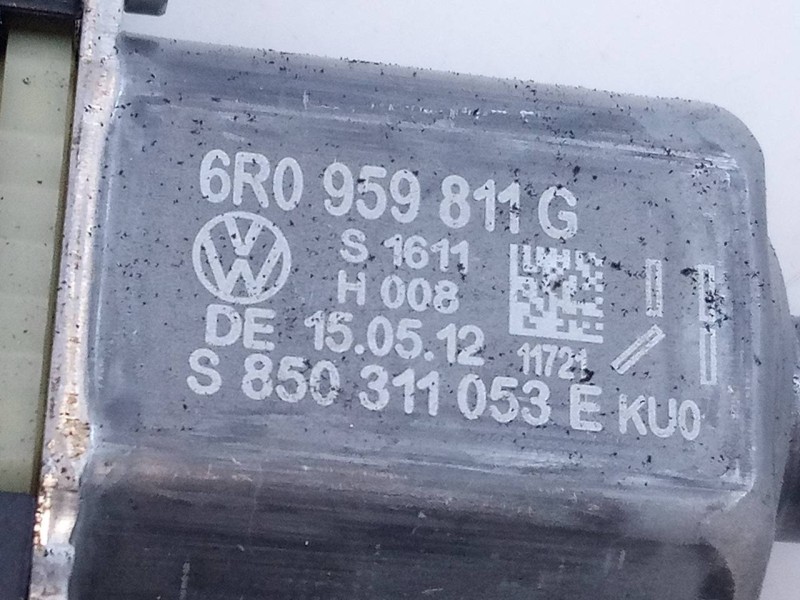 6R0 959 811 G
S 1611
H 008
DE 15.05.12
11721
S 850 311 053 E KU0